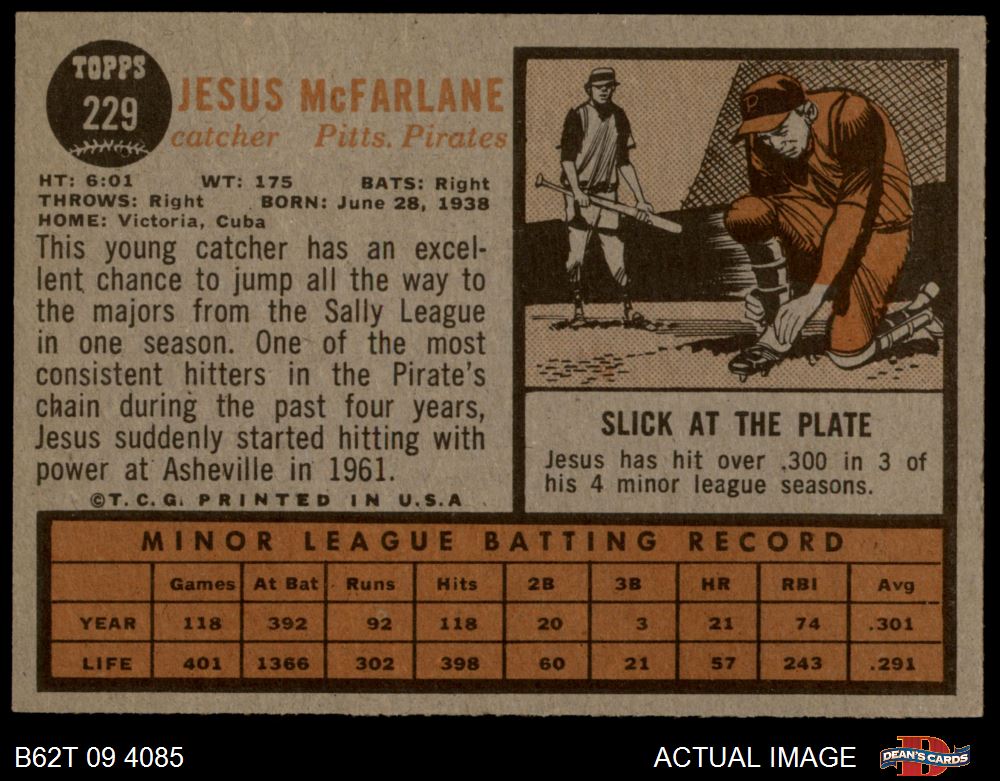 TOPPS
229
JESUS McFARLANE
catcher Pitts. Pirates
HT: 6:01 WT: 175 BATS: Right
THROWS: Right BORN: June 28, 1938
HOME: Victoria, Cuba
This young catcher has an excel-
lent chance to jump all the way to
the majors from the Sally League
in one season. One of the most
consistent hitters in the Pirate's
chain during the past four years,
Jesus suddenly started hitting with
power at Asheville in 1961.
©T.C.G. PRINTED IN U.S.A
P
SLICK AT THE PLATE
Jesus has hit over .300 in 3 of
his 4 minor league seasons.
MINOR LEAGUE BATTING RECORD
Games At Bat Runs Hits 2B 3B HR RBI Avg
YEAR 118 392 92 118 20 3 21 74 .301
LIFE 401 1366 302 398 60 21 57 243 .291
B62T 09 4085
ACTUAL IMAGE
D
DEAN'S CARDS